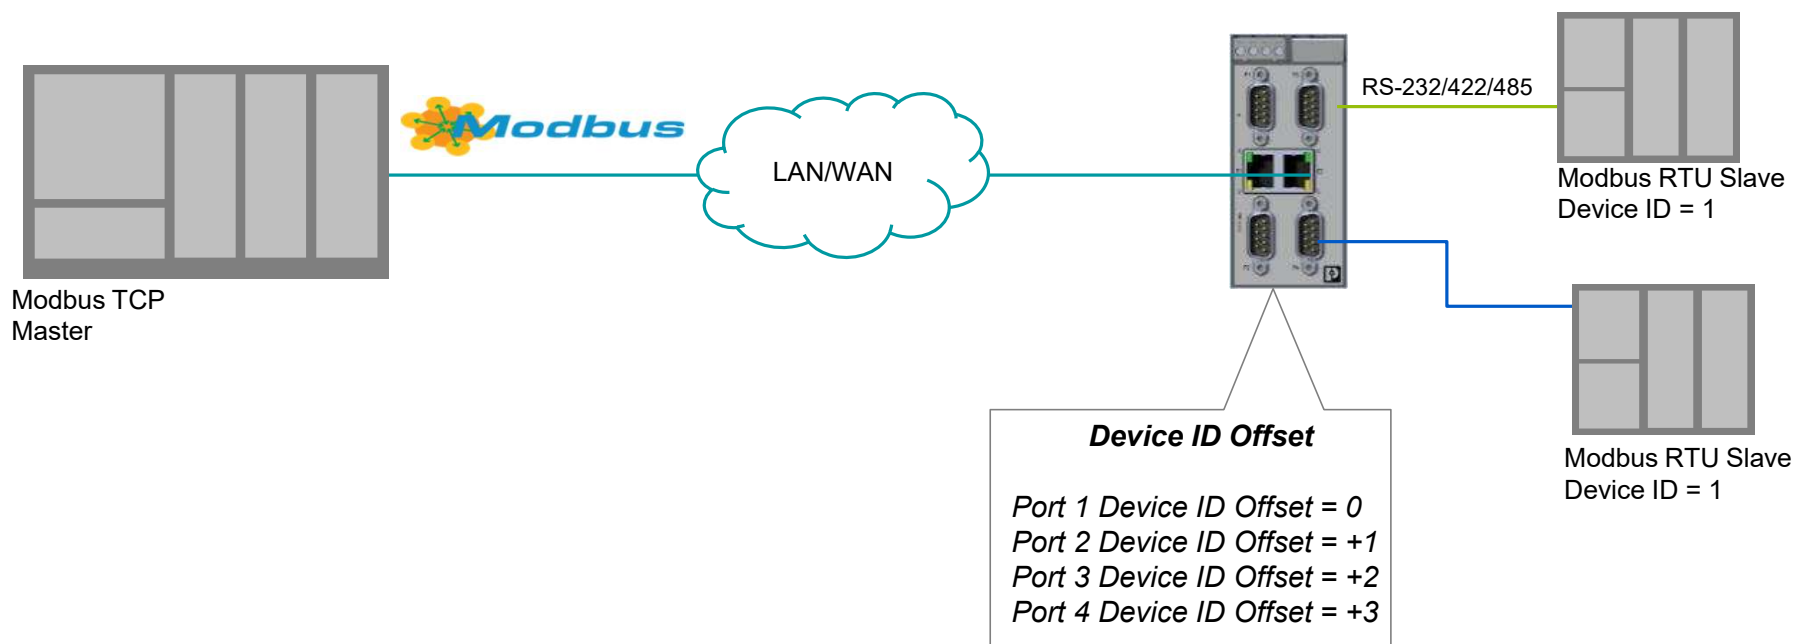 Modbus
LAN/WAN
RS-232/422/485
Modbus RTU Slave
Device ID = 1
Modbus TCP
Master
Modbus RTU Slave
Device ID = 1
Device ID Offset
Port 1 Device ID Offset = 0
Port 2 Device ID Offset = +1
Port 3 Device ID Offset = +2
Port 4 Device ID Offset = +3